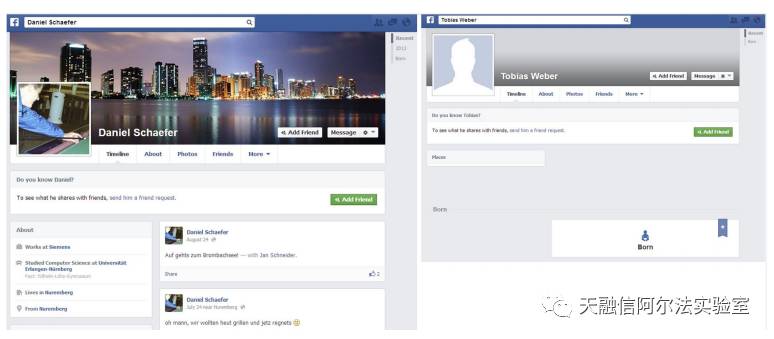 Daniel Schaefer
Recent
2013
Born
Daniel Schaefer
Add Friend
Message
Timeline
About
Photos
Friends
More
Do you know Daniel?
To see what he shares with friends, send him a friend request.
Add Friend
About
Works at Siemens
Studied Computer Science at Universität
Erlangen-Nürnberg
Lives in Nuremberg
From Nuremberg
Daniel Schaefer
August 24
Auf gehts zum Brombachsee! — with Jan Schneider.
Share
2
Daniel Schaefer
July 24 near Nuremberg
oh mann, wir wollten heut grillen und jetz regnets
Tobias Weber
Recent
Born
Tobias Weber
Add Friend
Message
Timeline
About
Photos
Friends
More
Do you know Tobias?
To see what he shares with friends, send him a friend request.
Add Friend
Places
Born
Born
天融信阿尔法实验室